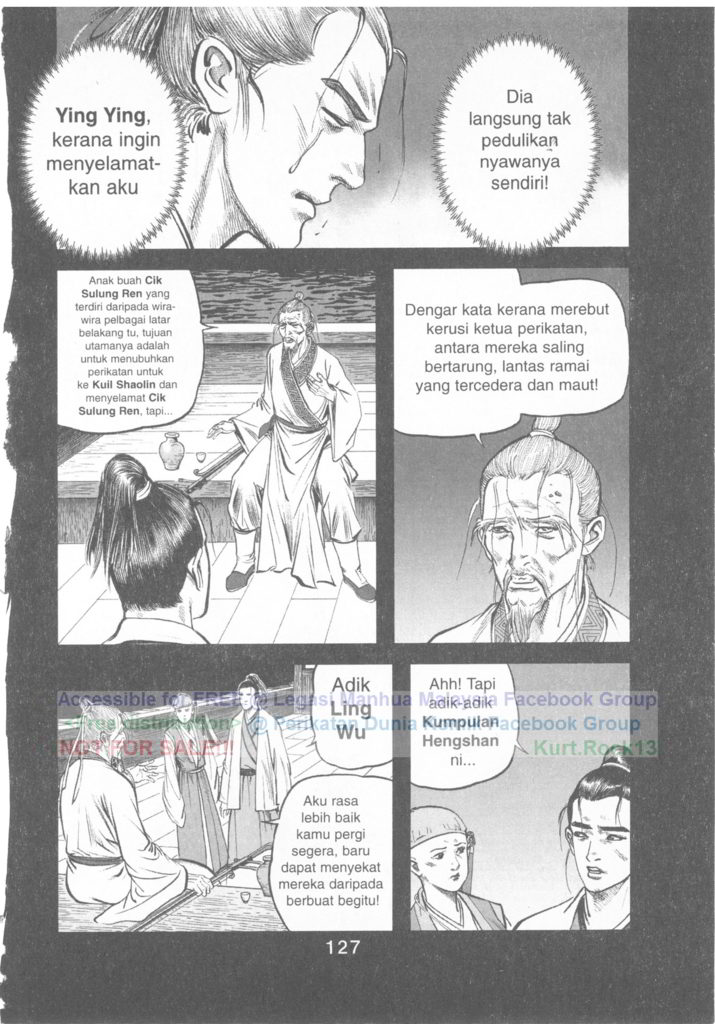 Ying Ying,
kerana ingin
menyelamat-
kan aku
Dia
langsung tak
pedulikan
nyawanya
sendiri!
Anak buah Cik
Sulung Ren yang
terdiri daripada wira-
wira pelbagai latar
belakang tu, tujuan
utamanya adalah
untuk menubuhkan
perikatan untuk
ke Kuil Shaolin dan
menyelamat Cik
Sulung Ren, tapi...
Dengar kata kerana merebut
kerusi ketua perikatan,
antara mereka saling
bertarung, lantas ramai
yang tercedera dan maut!
Adik
Ling
Wu
Aku rasa
lebih baik
kamu pergi
segera, baru
dapat menyekat
mereka daripada
berbuat begitu!
Ahh! Tapi
adik-adik
Kumpulan
Hengshan
ni...
Accessible for FREE @ Legasi Manhua Malaysia Facebook Group
<Free distribution> @ Perikatan Dunia Komik Facebook Group
NOT FOR SALE!!! Kurt.Rock13
127